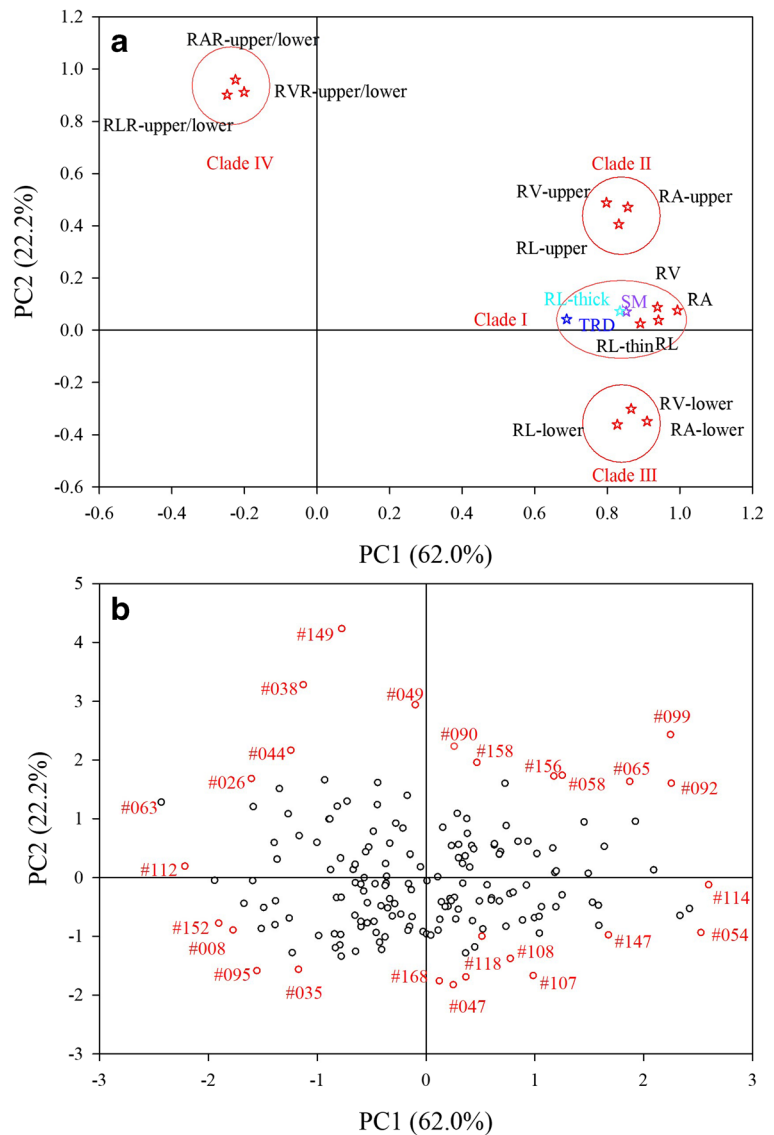 a
1.2
RAR-upper/lower
1.0
RVR-upper/lower
0.8
RLR-upper/lower
Clade IV
Clade II
0.6
RV-upper
RA-upper
0.4
RL-upper
PC2 (22.2%)
0.2
RV
RL-thick
SM
RA
Clade I
TRD
0.0
RL-thin
RL
-0.2
RV-lower
RL-lower
RA-lower
-0.4
Clade III
-0.6
-0.6 -0.4 -0.2 0.0 0.2 0.4 0.6 0.8 1.0 1.2
PC1 (62.0%)
b
5
#149
4
#038
#049
3
#099
#090
#044
#158
2
#156
#065
#026
#058
#092
#063
1
PC2 (22.2%)
#112
0
#114
#152
-1
#008
#108
#147
#054
#095
#035
#168
#118
#107
-2
#047
-3
-3 -2 -1 0 1 2 3
PC1 (62.0%)